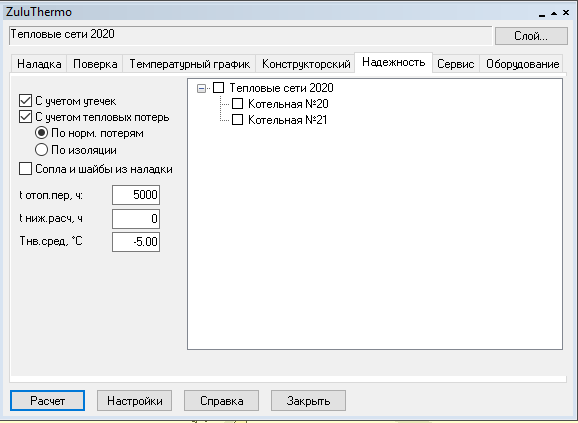 ZuluThermo
Тепловые сети 2020
Слой...
Наладка Поверка Температурный график Конструкторский Надежность Сервис Оборудование
С учетом утечек
С учетом тепловых потерь
По норм. потерям
По изоляции
Сопла и шайбы из наладки
t отоп.пер, ч: 5000
t ниж.расч, ч 0
Tнв.сред, °C -5.00
Тепловые сети 2020
Котельная №20
Котельная №21
Расчет Настройки Справка Закрыть